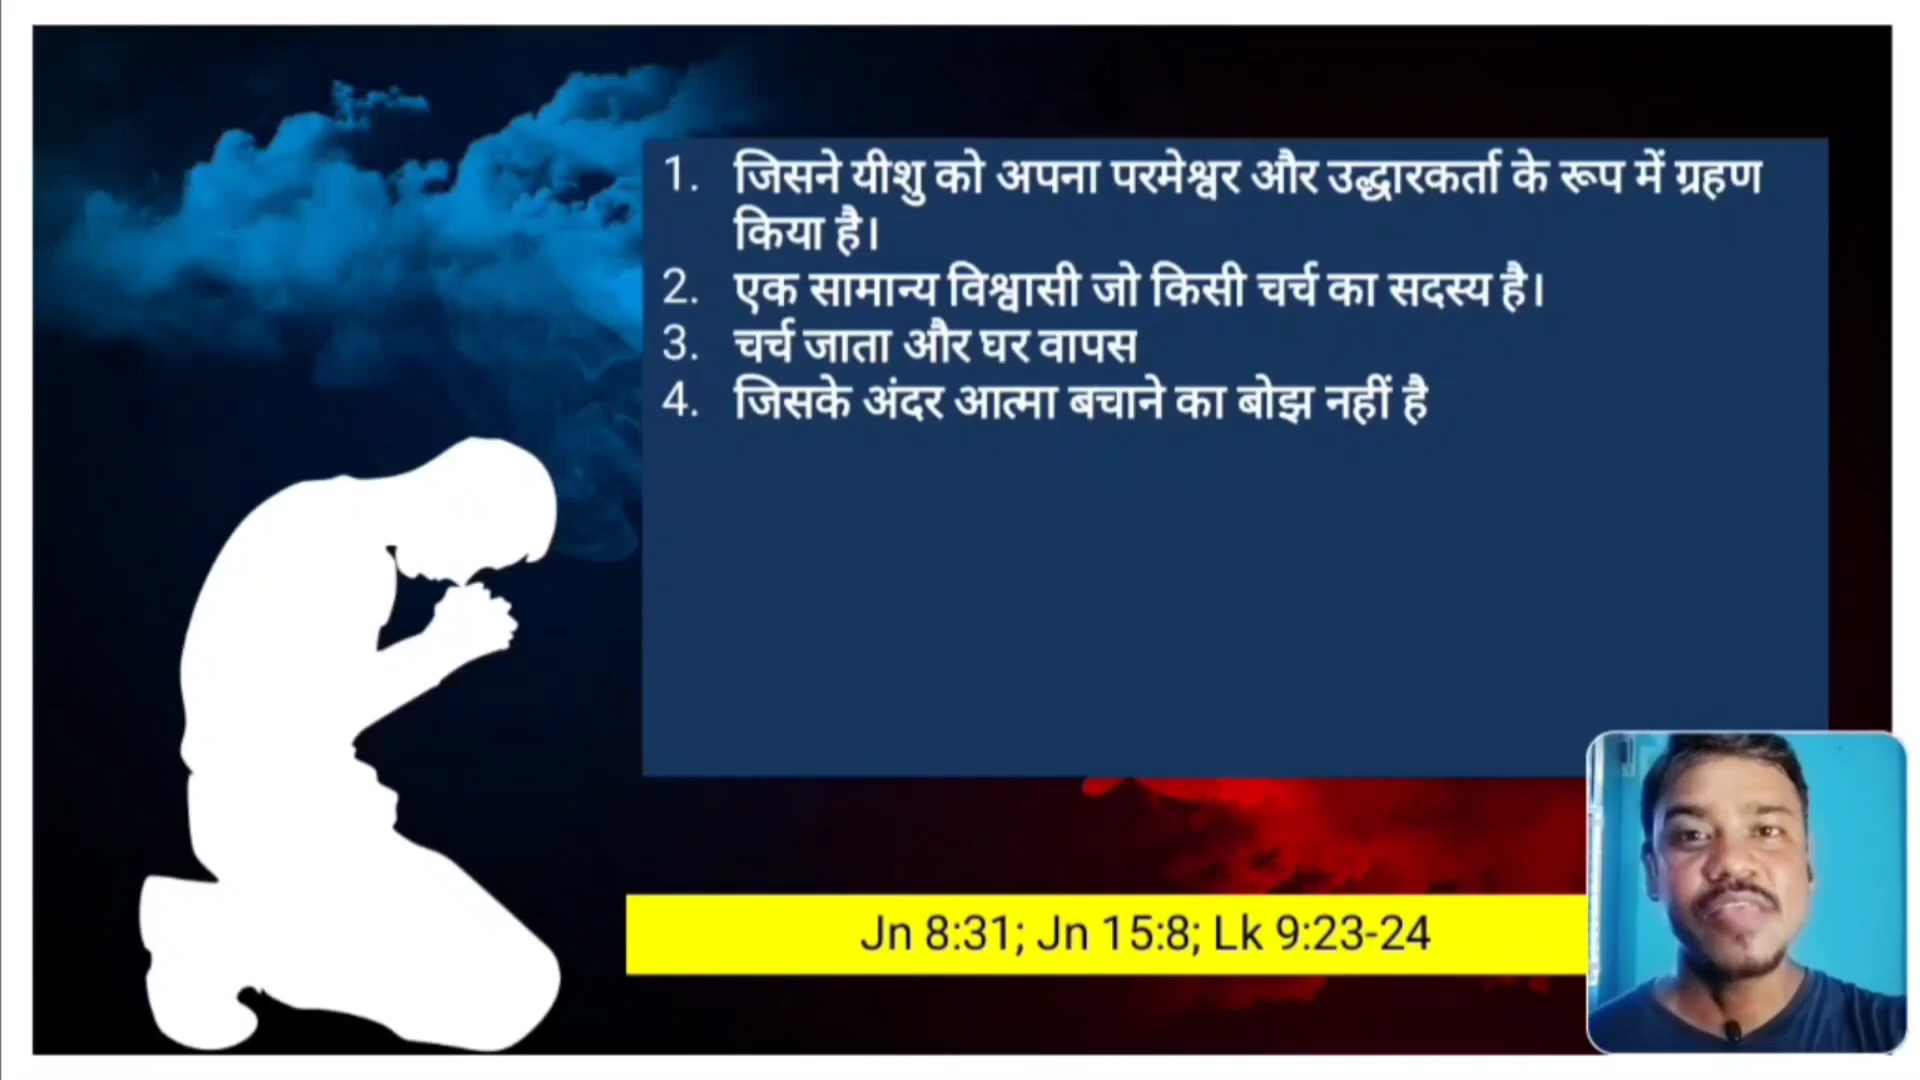 1. जिसने यीशु को अपना परमेश्वर और उद्धारकर्ता के रूप में ग्रहण
किया है।
2. एक सामान्य विश्वासी जो किसी चर्च का सदस्य है।
3. चर्च जाता और घर वापस
4. जिसके अंदर आत्मा बचाने का बोझ नहीं है
Jn 8:31; Jn 15:8; Lk 9:23-24